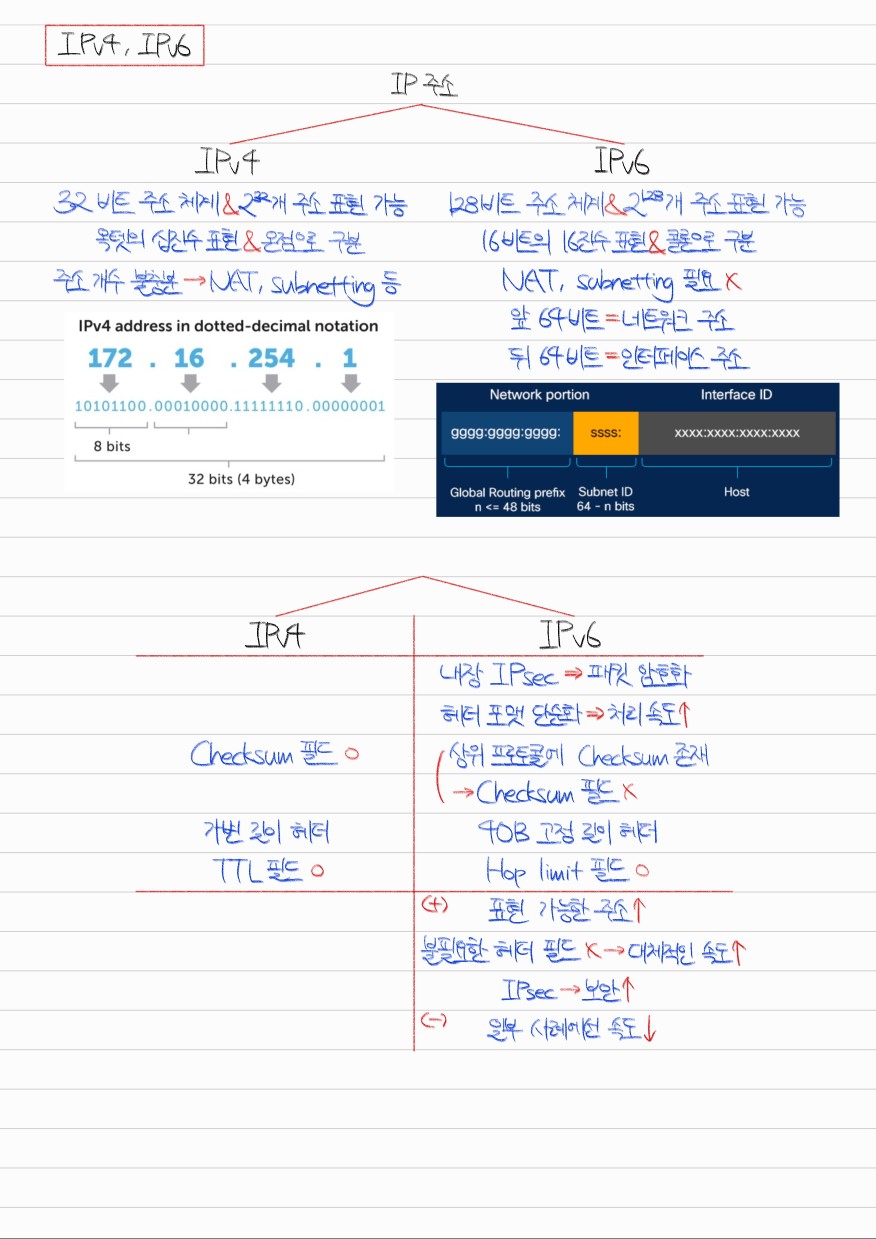 IPv4, IPv6
IP 주소
IPv4
32 비트 주소 체계&2³²개 주소 표현 가능
옥텟의 십진수 표현&온점으로 구분
주소 개수 불충분→NAT, subnetting 등
IPv4 address in dotted-decimal notation
172 . 16 . 254 . 1
10101100.00010000.11111110.00000001
8 bits
32 bits (4 bytes)
IPv6
128비트 주소 체계&2¹²⁸개 주소 표현 가능
16비트의 16진수 표현&콜론으로 구분
NAT, subnetting 필요 X
앞 64비트=네트워크 주소
뒤 64비트=인터페이스 주소
Network portion Interface ID
gggg:gggg:gggg: ssss: xxxx:xxxx:xxxx:xxxx
Global Routing prefix Subnet ID Host
n <= 48 bits 64 - n bits
IPv4 IPv6
내장 IPsec ⇒ 패킷 암호화
헤더 포맷 단순화⇒처리 속도↑
Checksum 필드 O 상위 프로토콜에 Checksum 존재
→Checksum 필드 X
가변 길이 헤더 40B 고정 길이 헤더
TTL 필드 O Hop limit 필드 O
(+) 표현 가능한 주소↑
불필요한 헤더 필드 X→대체적인 속도↑
IPsec→보안↑
(-) 일부 사례에선 속도↓